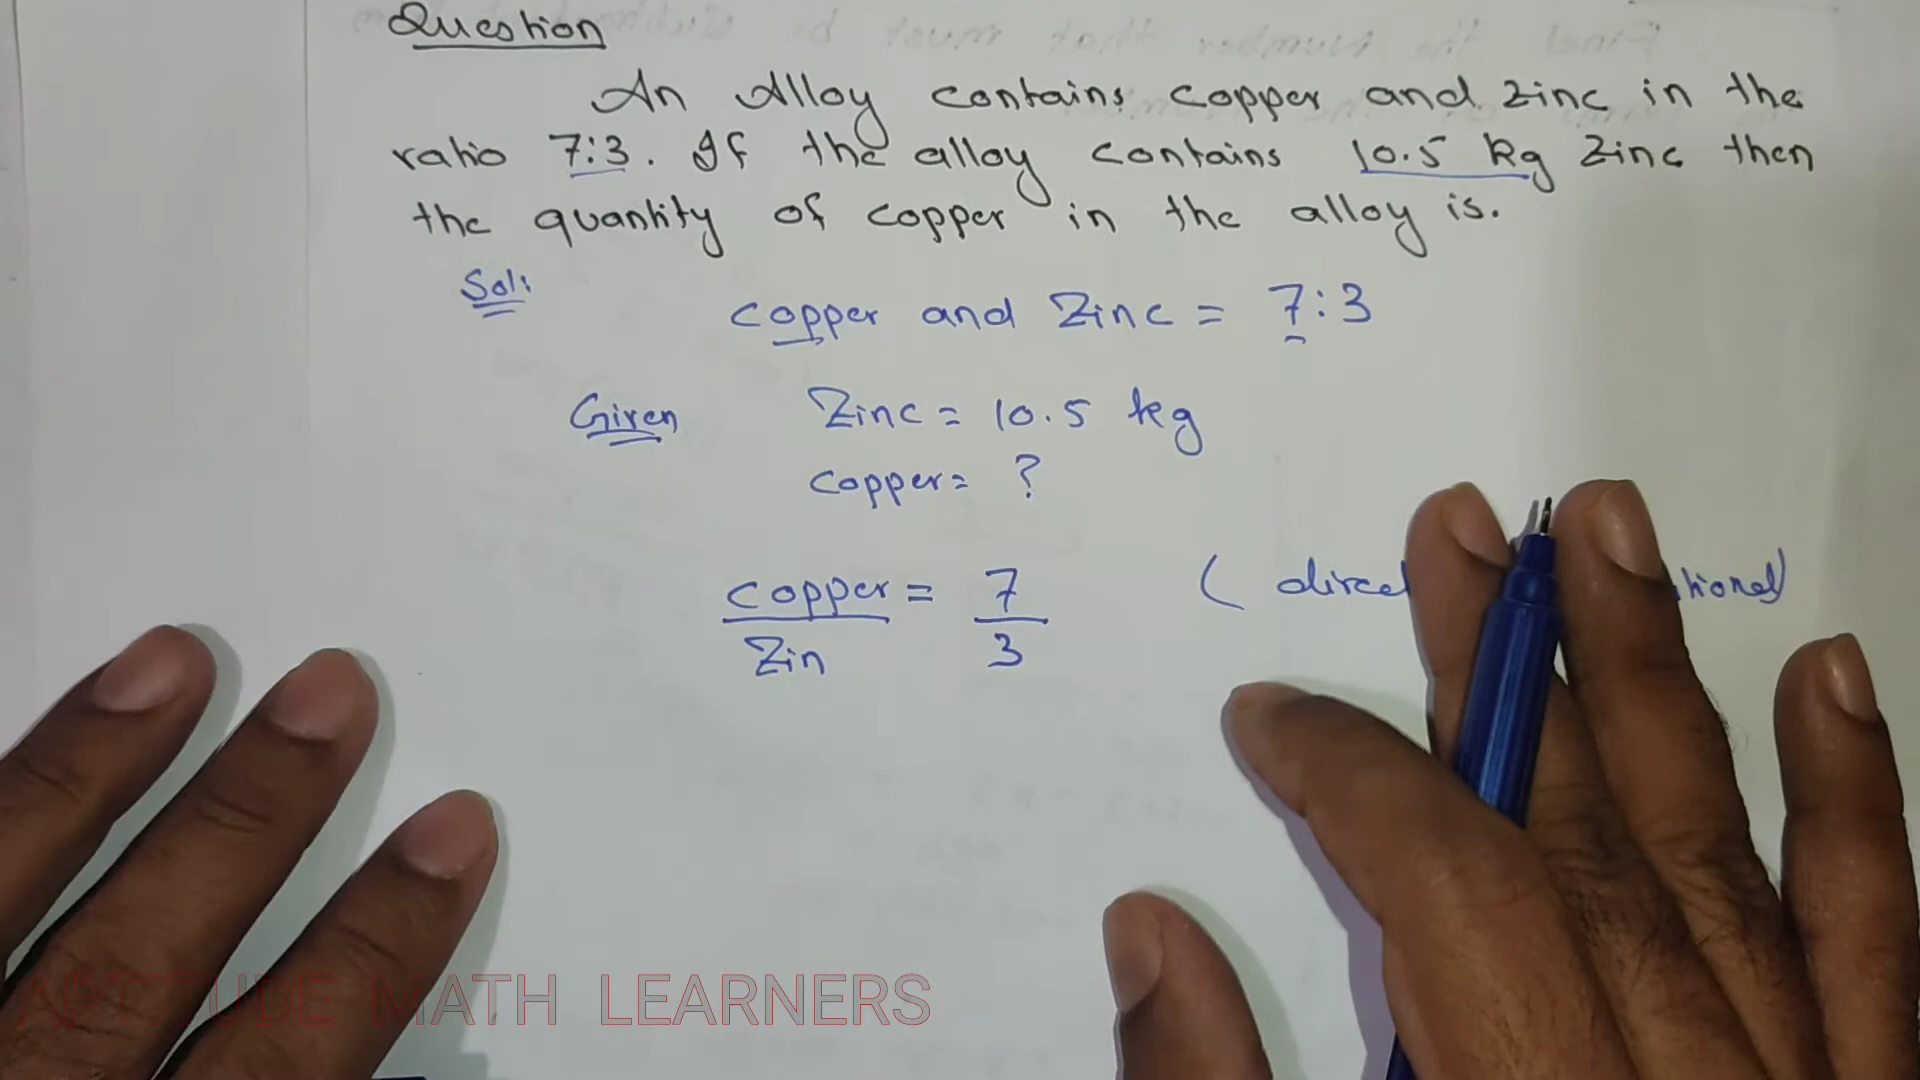 Question
An Alloy contains copper and zinc in the
ratio 7:3. If the alloy contains 10.5 kg Zinc then
the quantity of copper in the alloy is.
Sol:
copper and Zinc = 7:3
Given Zinc = 10.5 kg
copper = ?
copper = 7 (
Zin 3
APTITUDE MATH LEARNERS